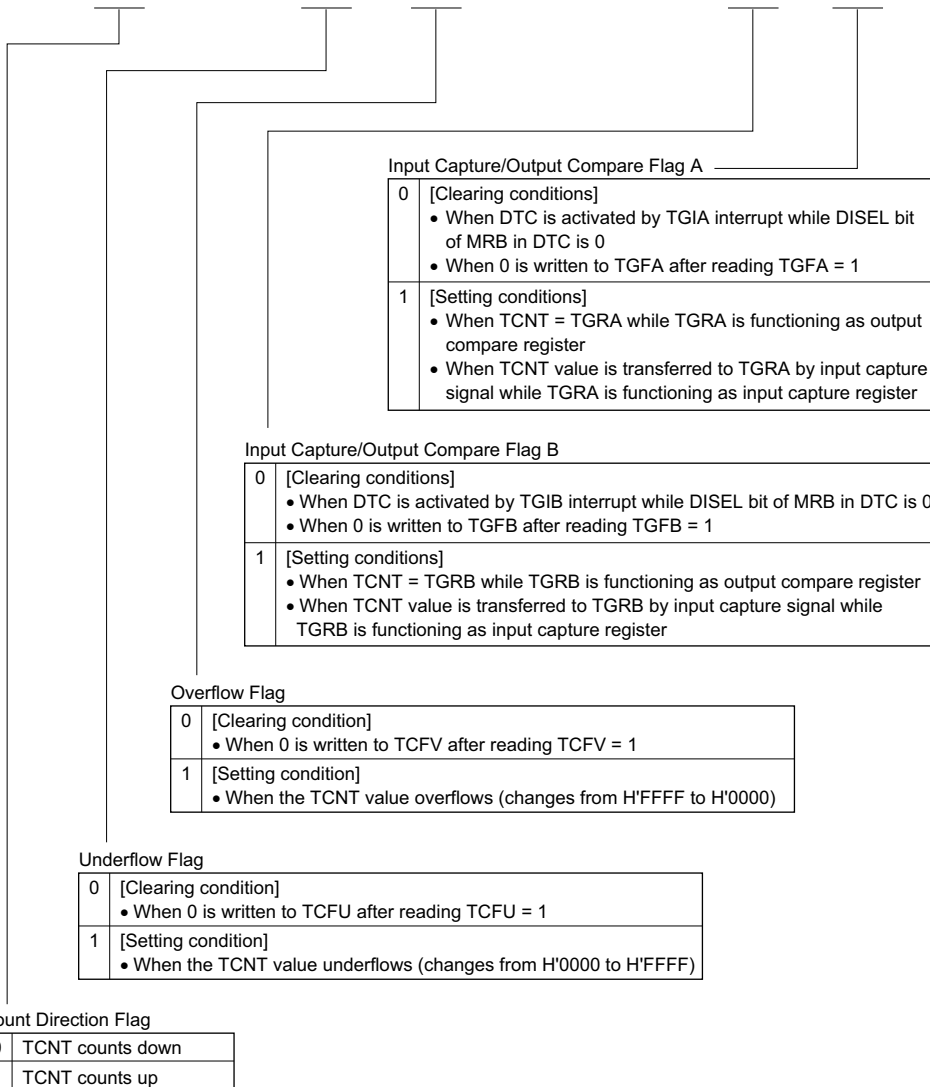 Input Capture/Output Compare Flag A
0 [Clearing conditions]
• When DTC is activated by TGIA interrupt while DISEL bit
of MRB in DTC is 0
• When 0 is written to TGFA after reading TGFA = 1
1 [Setting conditions]
• When TCNT = TGRA while TGRA is functioning as output
compare register
• When TCNT value is transferred to TGRA by input capture
signal while TGRA is functioning as input capture register
Input Capture/Output Compare Flag B
0 [Clearing conditions]
• When DTC is activated by TGIB interrupt while DISEL bit of MRB in DTC is 0
• When 0 is written to TGFB after reading TGFB = 1
1 [Setting conditions]
• When TCNT = TGRB while TGRB is functioning as output compare register
• When TCNT value is transferred to TGRB by input capture signal while
TGRB is functioning as input capture register
Overflow Flag
0 [Clearing condition]
• When 0 is written to TCFV after reading TCFV = 1
1 [Setting condition]
• When the TCNT value overflows (changes from H'FFFF to H'0000)
Underflow Flag
0 [Clearing condition]
• When 0 is written to TCFU after reading TCFU = 1
1 [Setting condition]
• When the TCNT value underflows (changes from H'0000 to H'FFFF)
ount Direction Flag
TCNT counts down
TCNT counts up